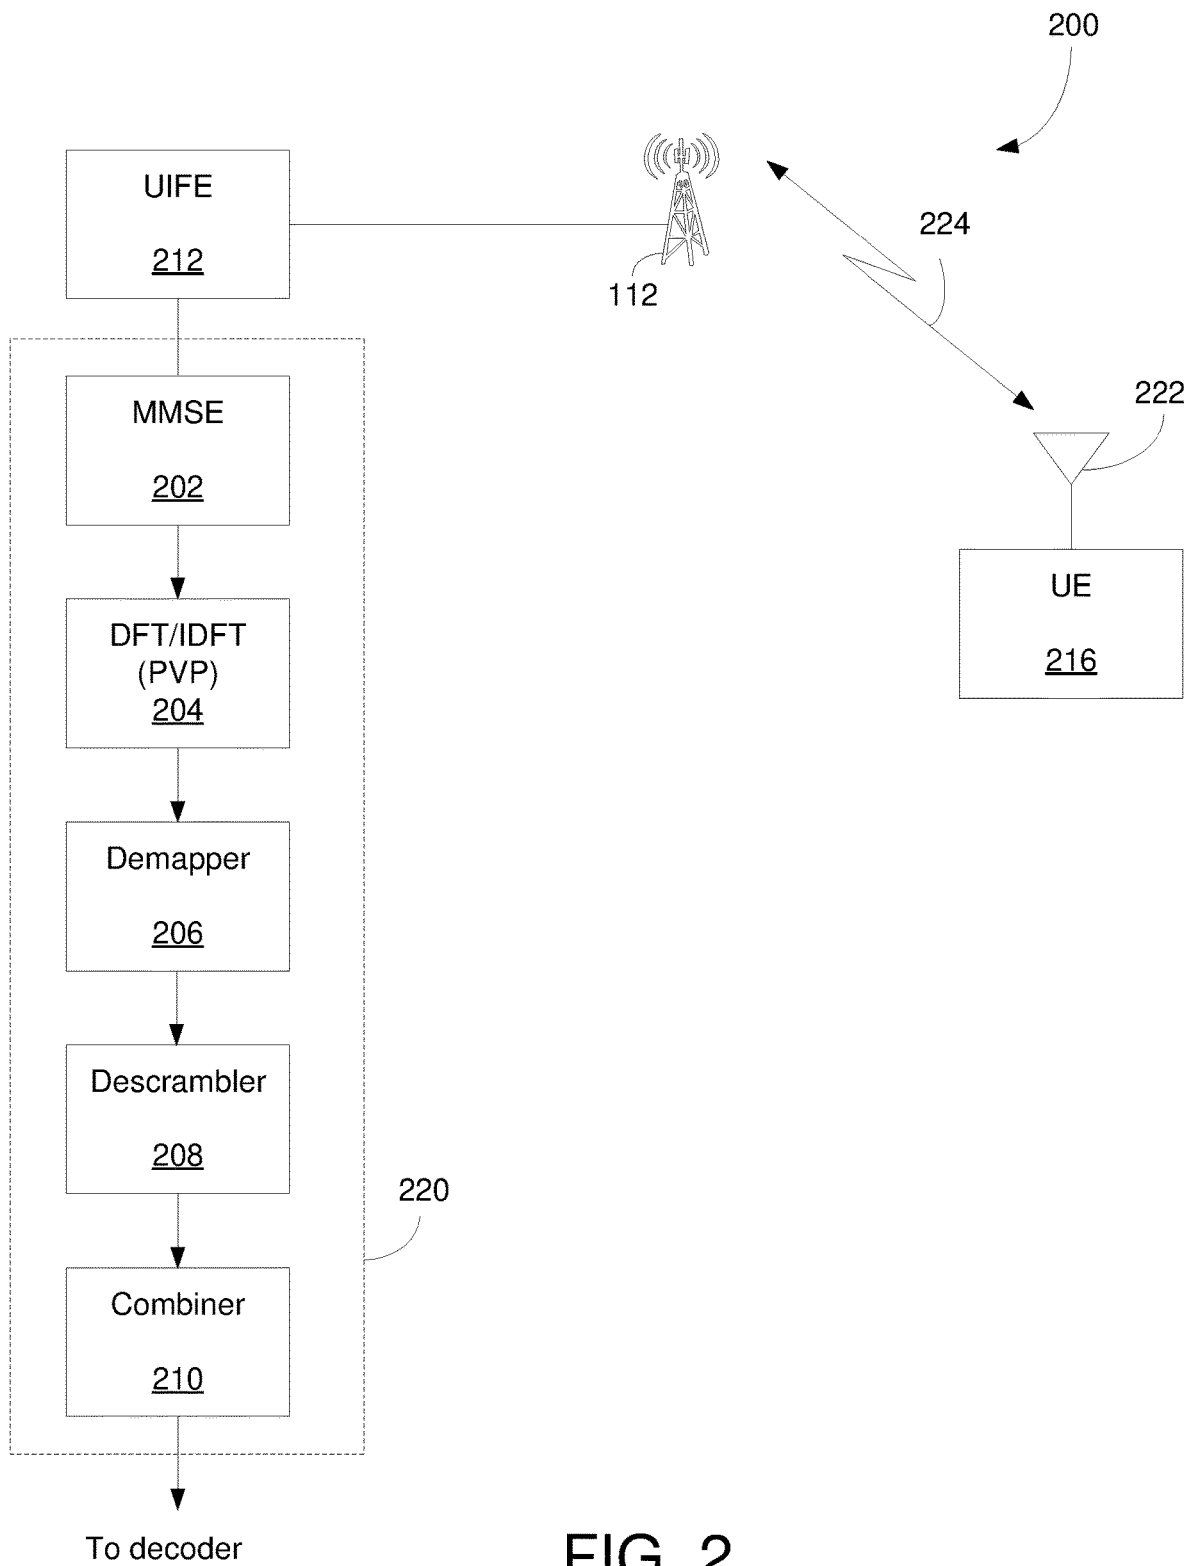 200
UIFE
212
112
224
MMSE
202
222
DFT/IDFT
(PVP)
204
UE
216
Demapper
206
Descrambler
208
220
Combiner
210
To decoder
FIG. 2